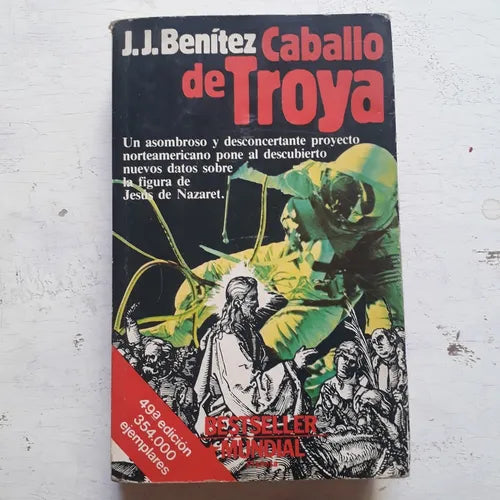 J.J. Benítez Caballo
de Troya
Un asombroso y desconcertante proyecto
norteamericano pone al descubierto
nuevos datos sobre
la figura de
Jesús de Nazaret.
49a edición
354.000
ejemplares
BESTSELLER
MUNDIAL